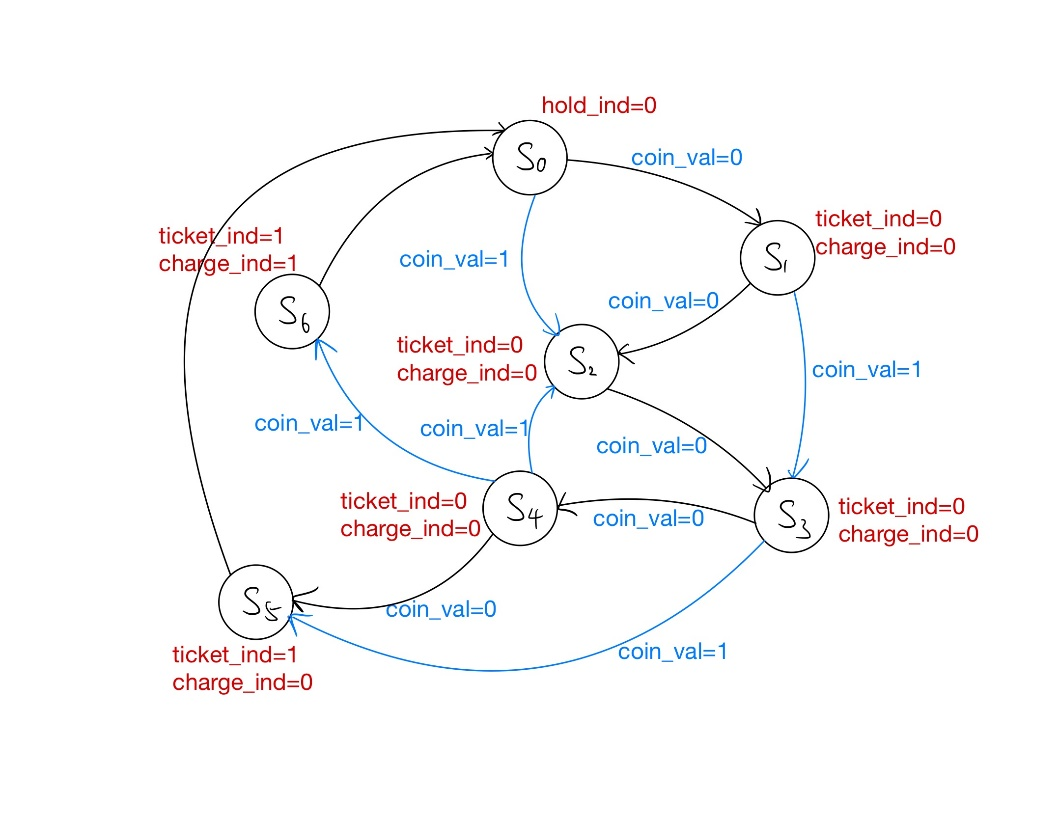 hold_ind=0
S0
coin_val=0
ticket_ind=0
charge_ind=0
S1
ticket_ind=1
charge_ind=1
S6
coin_val=1
coin_val=0
ticket_ind=0
charge_ind=0
S2
coin_val=1
coin_val=1
coin_val=1
coin_val=0
ticket_ind=0
charge_ind=0
S4
coin_val=0
S3
ticket_ind=0
charge_ind=0
S5
coin_val=0
ticket_ind=1
charge_ind=0
coin_val=1